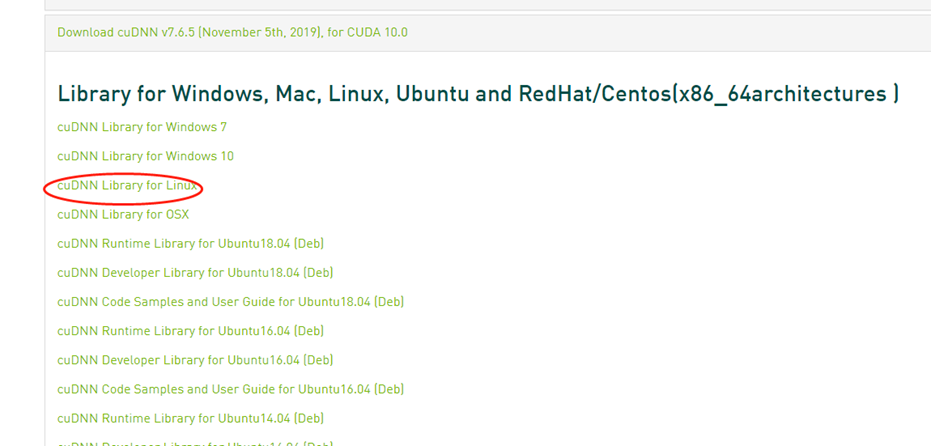 Download cuDNN v7.6.5 (November 5th, 2019), for CUDA 10.0
Library for Windows, Mac, Linux, Ubuntu and RedHat/Centos(x86_64architectures )
cuDNN Library for Windows 7
cuDNN Library for Windows 10
cuDNN Library for Linux
cuDNN Library for OSX
cuDNN Runtime Library for Ubuntu18.04 (Deb)
cuDNN Developer Library for Ubuntu18.04 (Deb)
cuDNN Code Samples and User Guide for Ubuntu18.04 (Deb)
cuDNN Runtime Library for Ubuntu16.04 (Deb)
cuDNN Developer Library for Ubuntu16.04 (Deb)
cuDNN Code Samples and User Guide for Ubuntu16.04 (Deb)
cuDNN Runtime Library for Ubuntu14.04 (Deb)